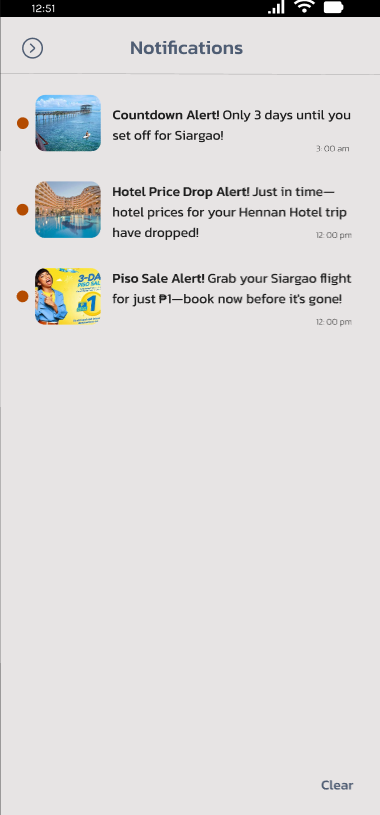 12:51
Notifications
Countdown Alert! Only 3 days until you
set off for Siargao!
3:00 am
Hotel Price Drop Alert! Just in time—
hotel prices for your Hennan Hotel trip
have dropped!
12:00 pm
3-DA
PISO SAL
1
Piso Sale Alert! Grab your Siargao flight
for just ₱1—book now before it's gone!
12:00 pm
Clear